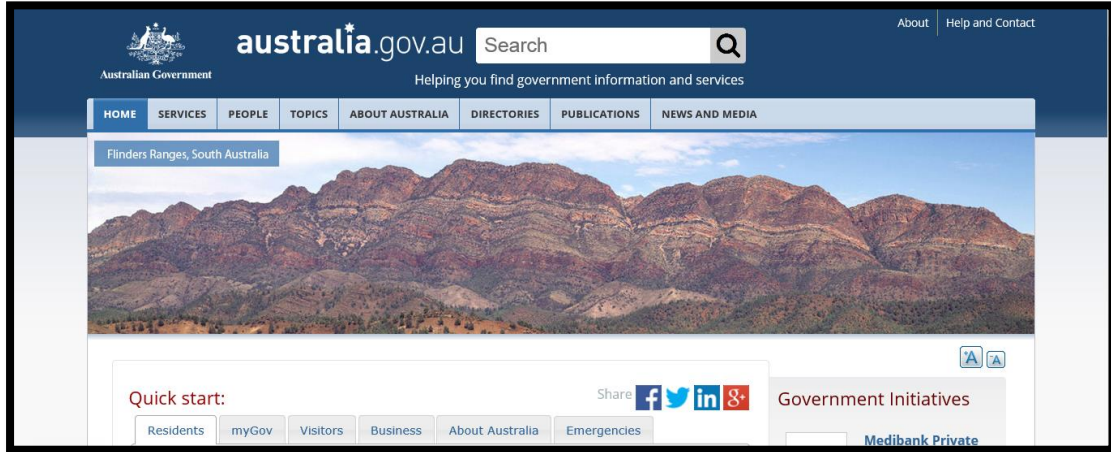 About Help and Contact
australia.gov.au Search
Australian Government
Helping you find government information and services
HOME SERVICES PEOPLE TOPICS ABOUT AUSTRALIA DIRECTORIES PUBLICATIONS NEWS AND MEDIA
Flinders Ranges, South Australia
A A
Quick start:
Share f in 8+
Government Initiatives
Residents myGov Visitors Business About Australia Emergencies
Medibank Private